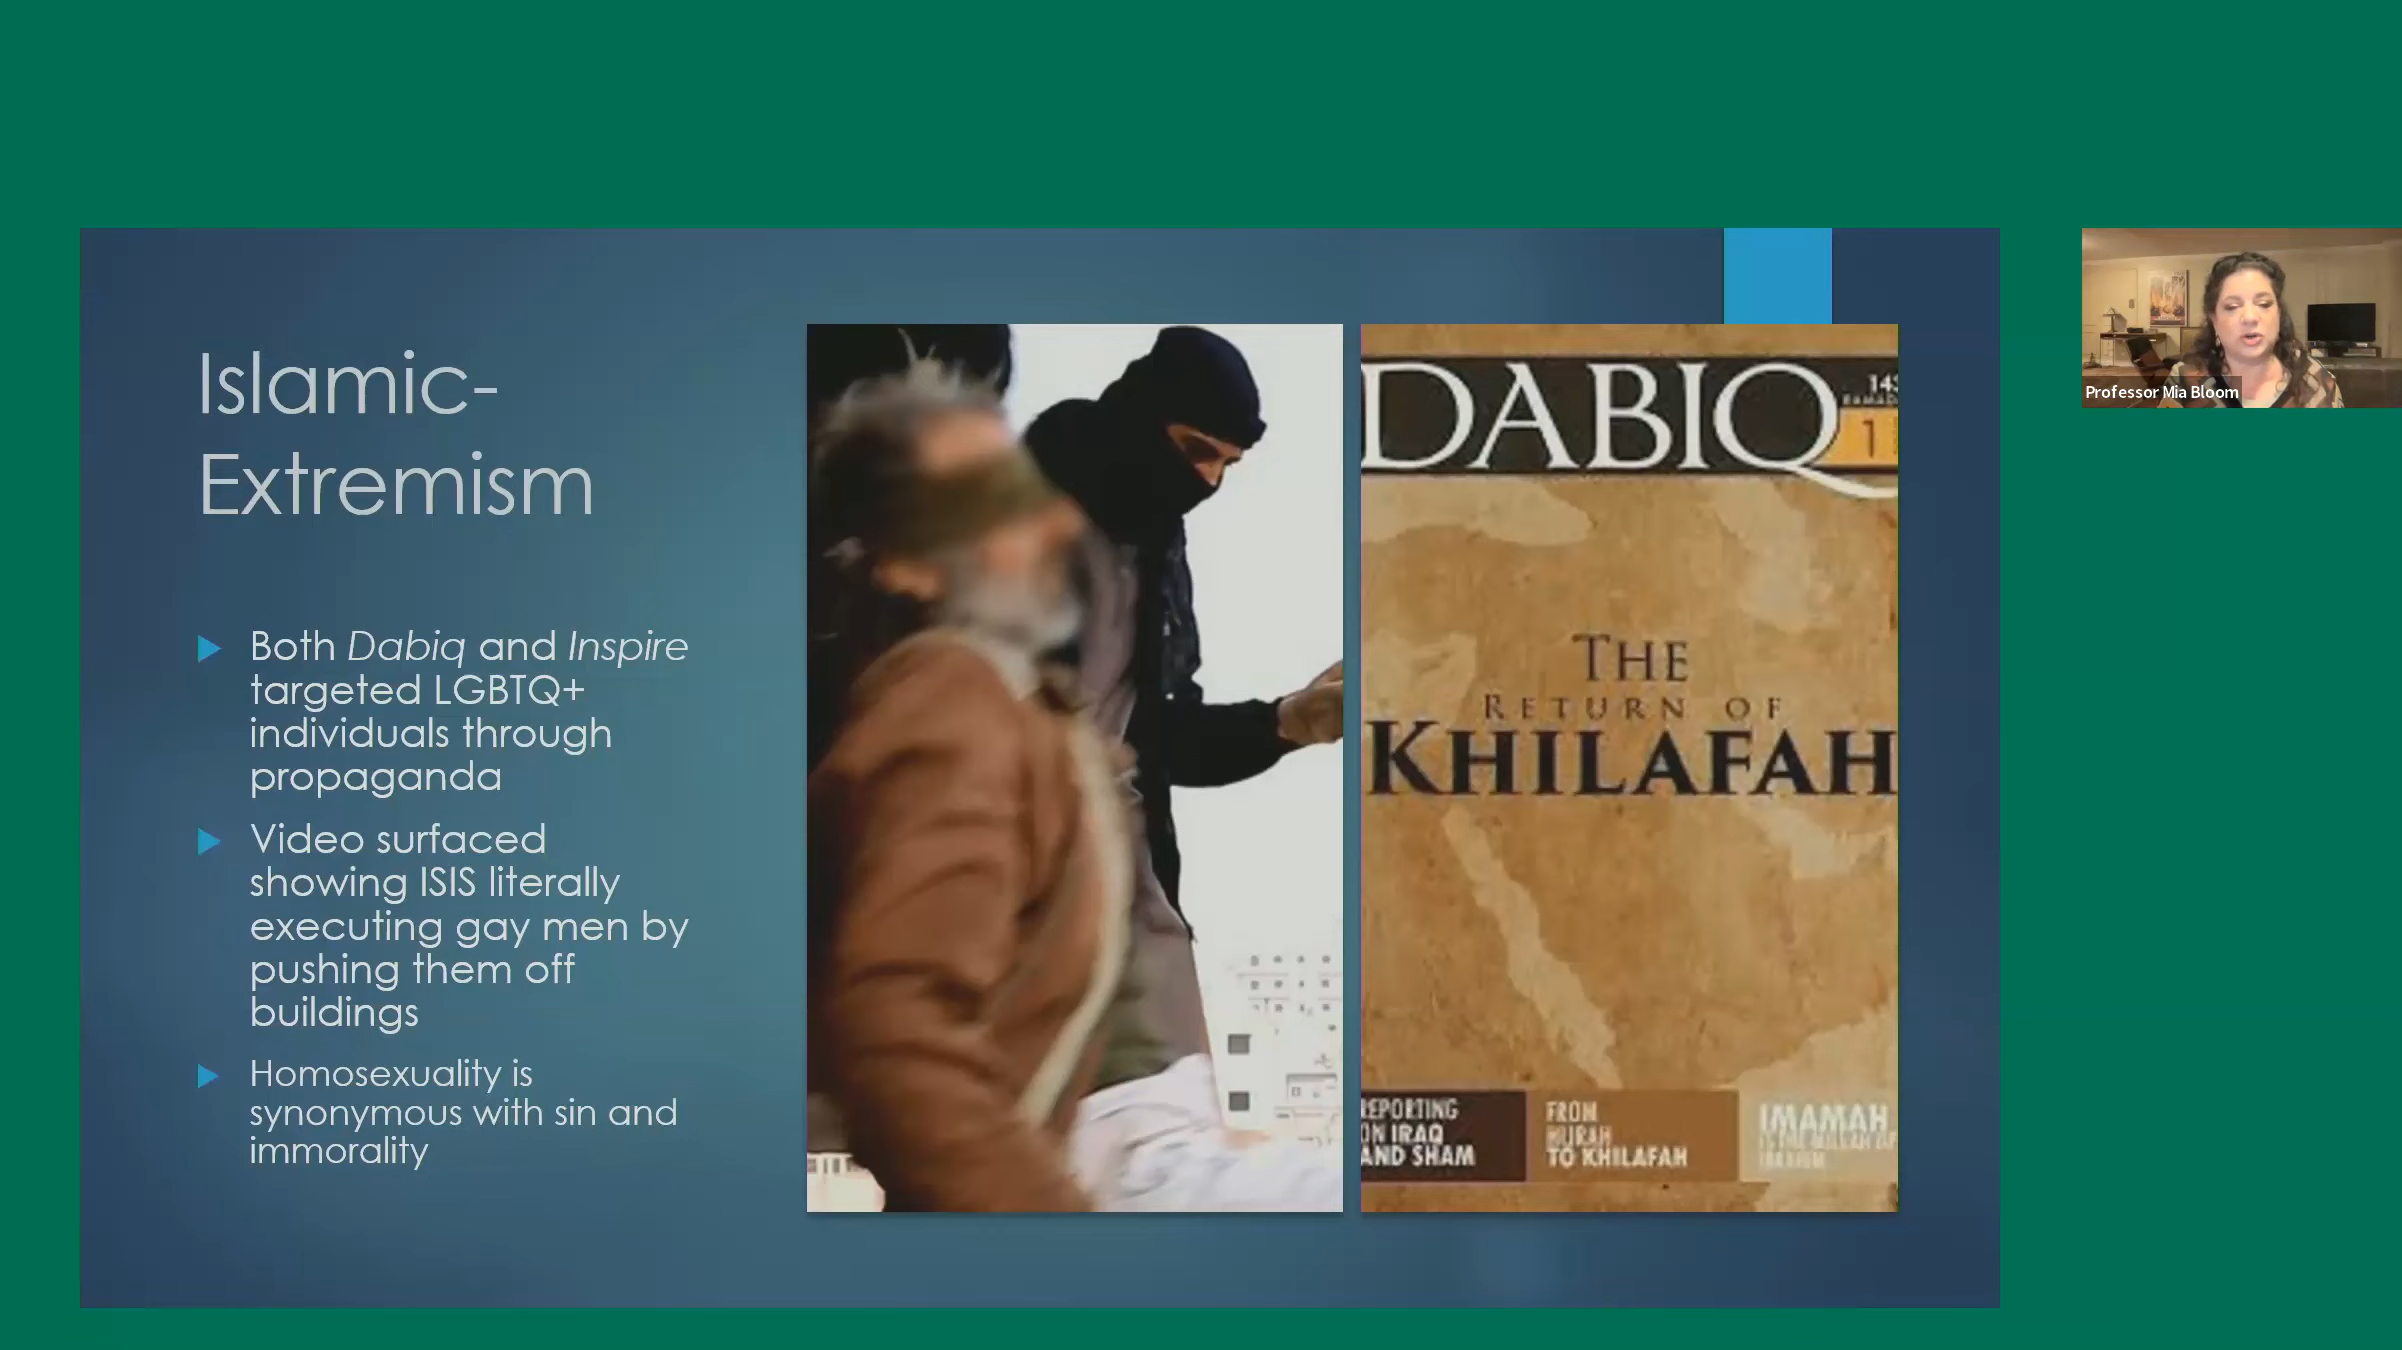 Islamic-
Extremism
Both Dabiq and Inspire
targeted LGBTQ+
individuals through
propaganda
Video surfaced
showing ISIS literally
executing gay men by
pushing them off
buildings
Homosexuality is
synonymous with sin and
immorality
DABIQ
143
1
THE
RETURN OF
KHILAFAH
REPORTING
ON IRAQ
AND SHAM
FROM
HIJRAH
TO KHILAFAH
IMAMAH
Professor Mia Bloom